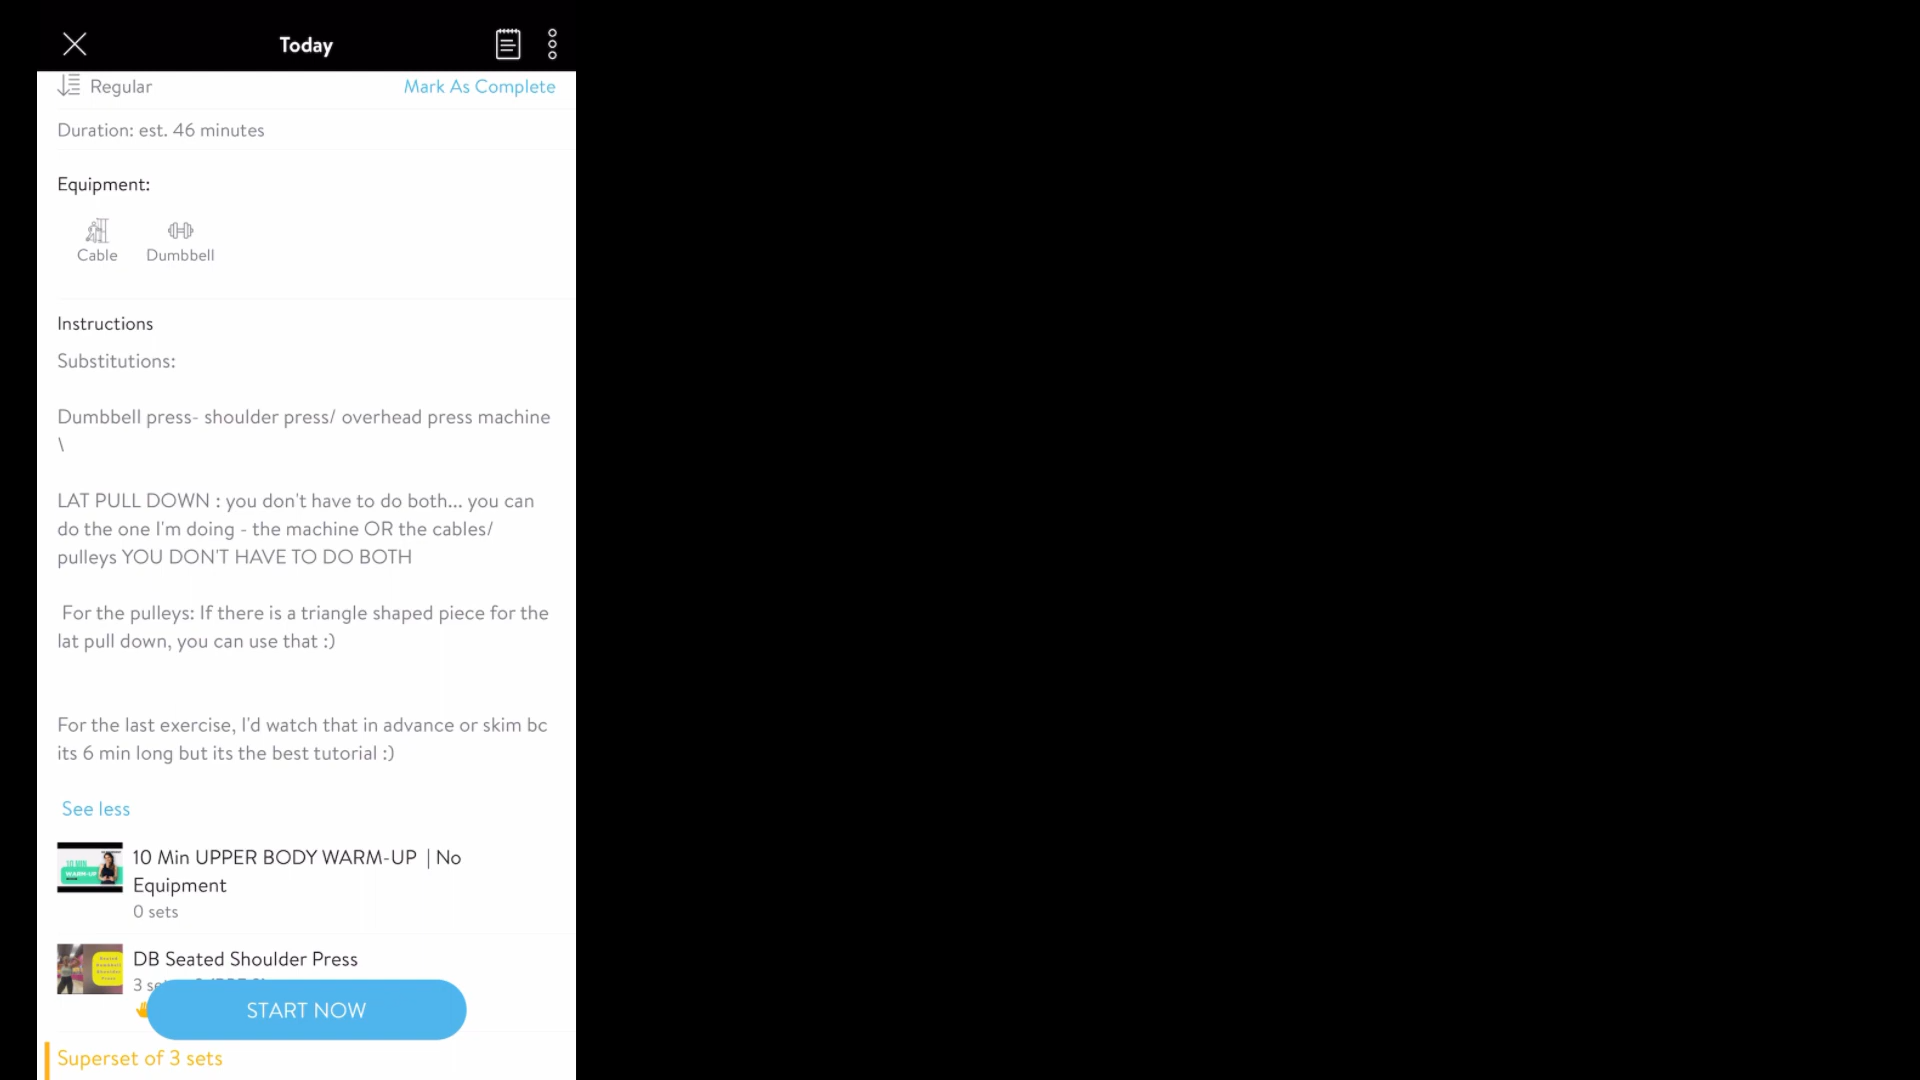 Today
Regular
Mark As Complete
Duration: est. 46 minutes
Equipment:
Cable
Dumbbell
Instructions
Substitutions:
Dumbbell press- shoulder press/ overhead press machine
\
LAT PULL DOWN : you don't have to do both... you can
do the one I'm doing - the machine OR the cables/
pulleys YOU DON'T HAVE TO DO BOTH
For the pulleys: If there is a triangle shaped piece for the
lat pull down, you can use that :)
For the last exercise, I'd watch that in advance or skim bc
its 6 min long but its the best tutorial :)
See less
10 MIN
WARM-UP
10 Min UPPER BODY WARM-UP | No
Equipment
0 sets
DB Seated Shoulder Press
3
START NOW
Superset of 3 sets